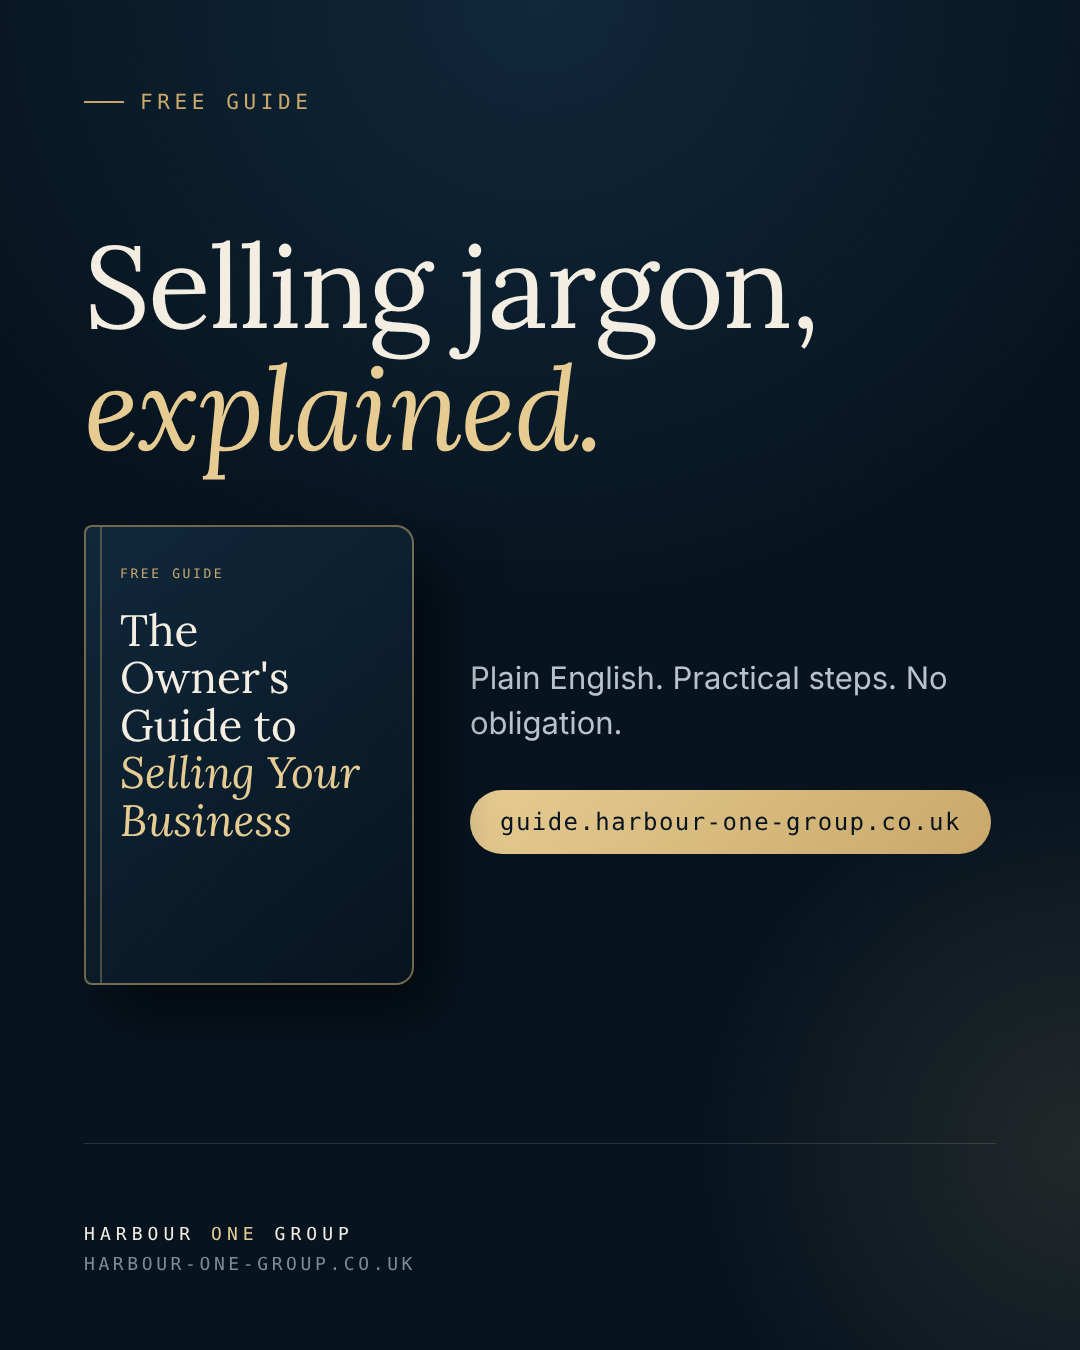 FREE GUIDE
Selling jargon,
explained.
FREE GUIDE
The
Owner's
Guide to
Selling Your
Business
Plain English. Practical steps. No
obligation.
guide.harbour-one-group.co.uk
HARBOUR ONE GROUP
HARBOUR-ONE-GROUP.CO.UK